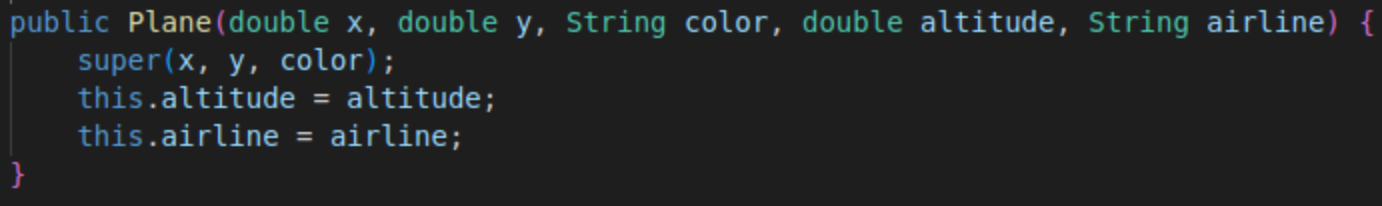 public Plane(double x, double y, String color, double altitude, String airline) {
    super(x, y, color);
    this.altitude = altitude;
    this.airline = airline;
}